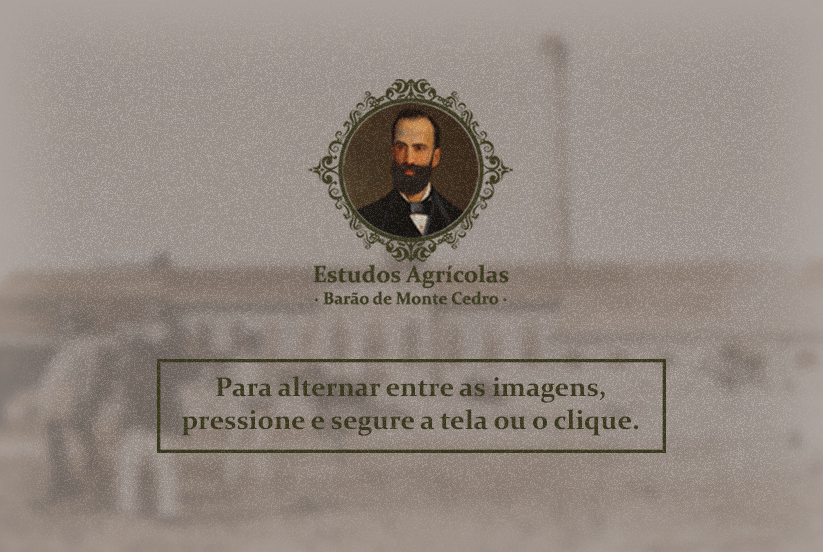 Estudos Agrícolas
· Barão de Monte Cedro ·
Para alternar entre as imagens,
pressione e segure a tela ou o clique.